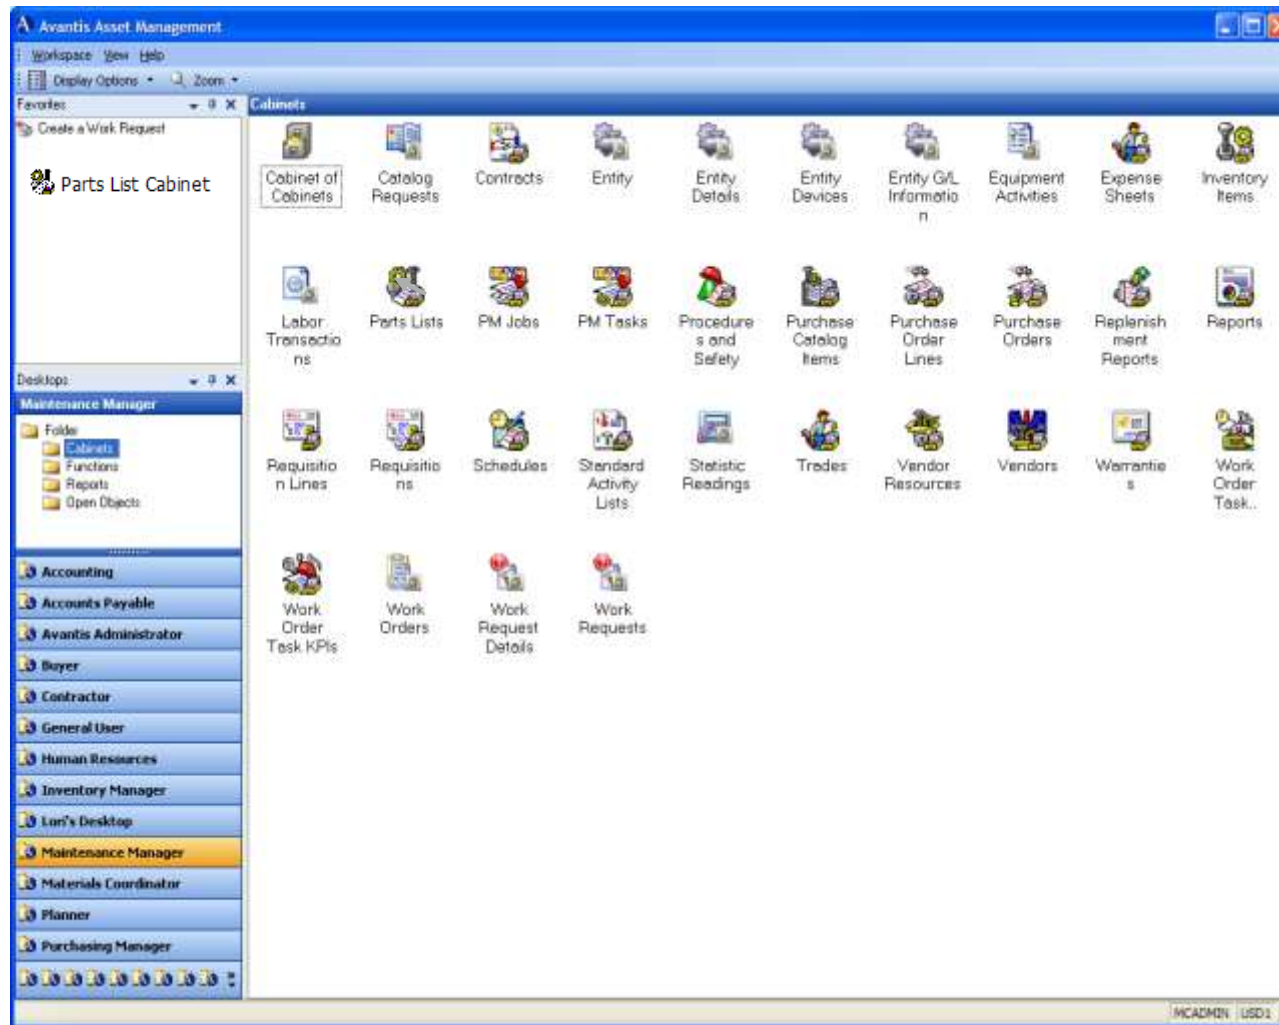 Avantis Asset Management
Workspace View Help
Display Options Zoom
Favorites
Create a Work Request
Parts List Cabinet
Cabinets
Cabinet of
Cabinets
Catalog
Requests
Contracts
Entity
Entity
Details
Entity
Devices
Entity G/L
Informatio
n
Equipment
Activities
Expense
Sheets
Inventory
Items
Labor
Transactio
ns
Parts Lists
PM Jobs
PM Tasks
Procedure
s and
Safety
Purchase
Catalog
Items
Purchase
Order
Lines
Purchase
Orders
Replenish
ment
Reports
Reports
Requisitio
n Lines
Requisitio
ns
Schedules
Standard
Activity
Lists
Statistic
Readings
Trades
Vendor
Resources
Vendors
Warrantie
s
Work
Order
Task..
Work
Order
Task KPIs
Work
Orders
Work
Request
Details
Work
Requests
Desktops
Maintenance Manager
Folder
Cabinets
Functions
Reports
Open Objects
Accounting
Accounts Payable
Avantis Administrator
Buyer
Contractor
General User
Human Resources
Inventory Manager
Lori's Desktop
Maintenance Manager
Materials Coordinator
Planner
Purchasing Manager
MCADMIN USD1